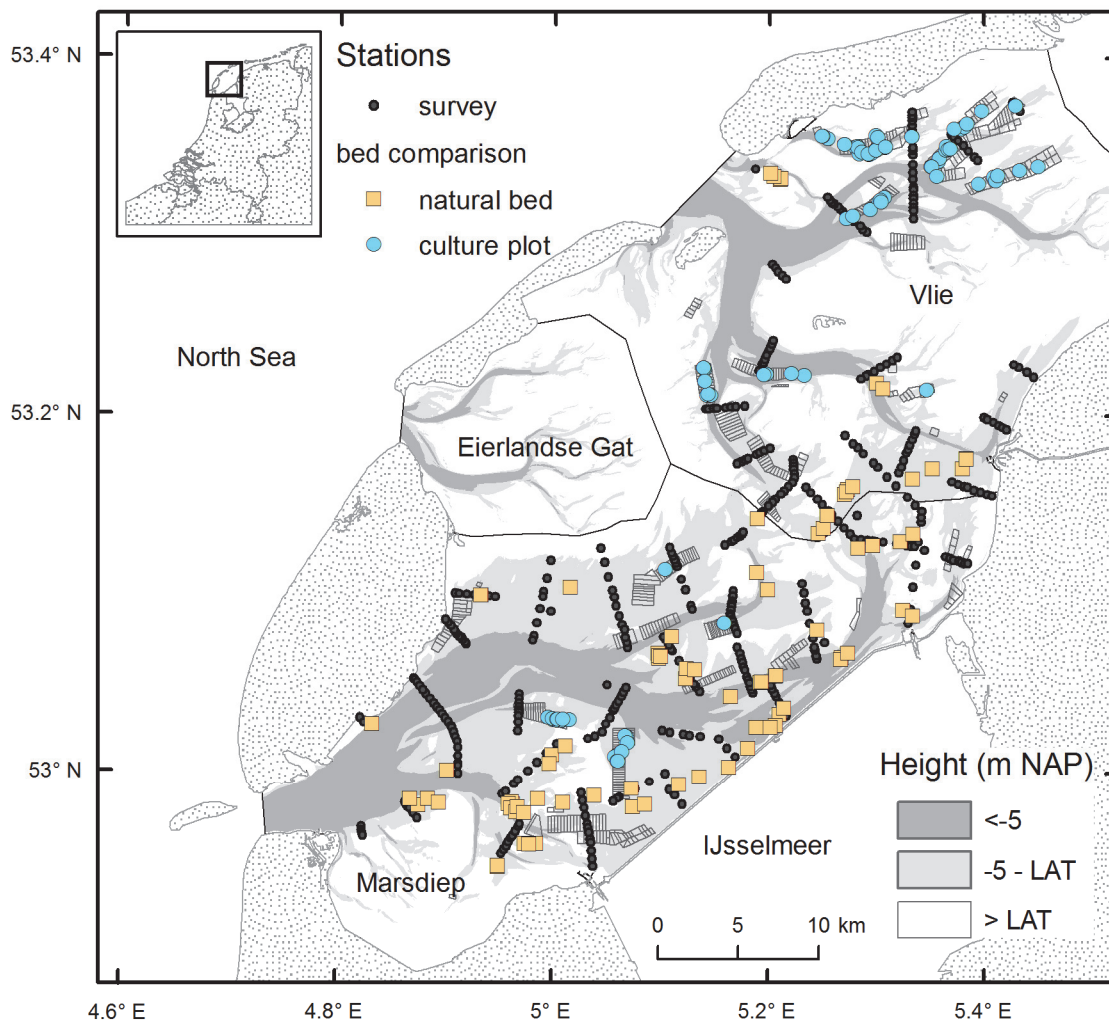 53.4° N
53.2° N
53° N
4.6° E
4.8° E
5° E
5.2° E
5.4° E
Stations
survey
bed comparison
natural bed
culture plot
North Sea
Vlie
Eierlandse Gat
IJsselmeer
Marsdiep
0 5 10 km
Height (m NAP)
<-5
-5 - LAT
> LAT